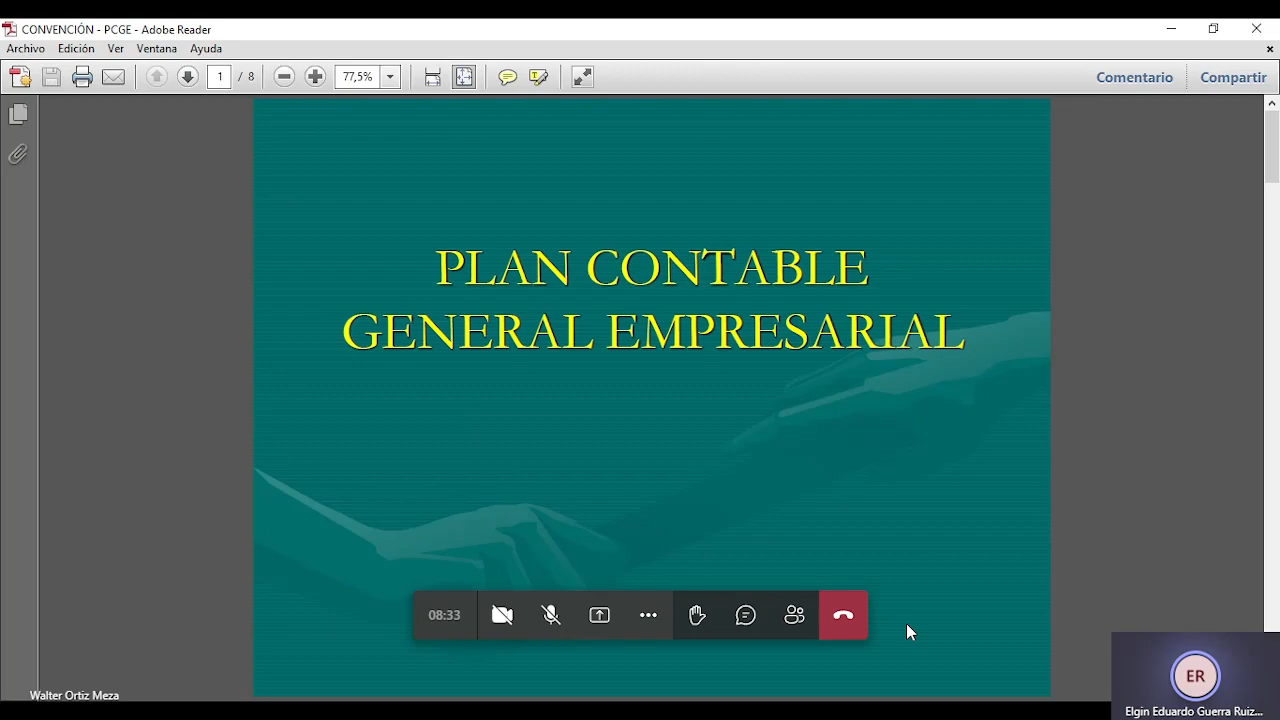 CONVENCIÓN - PCGE - Adobe Reader
Archivo Edición Ver Ventana Ayuda
1 / 8 77,5% Comentario Compartir
PLAN CONTABLE
GENERAL EMPRESARIAL
08:33
ER
Walter Ortiz Meza
Elgin Eduardo Guerra Ruiz...